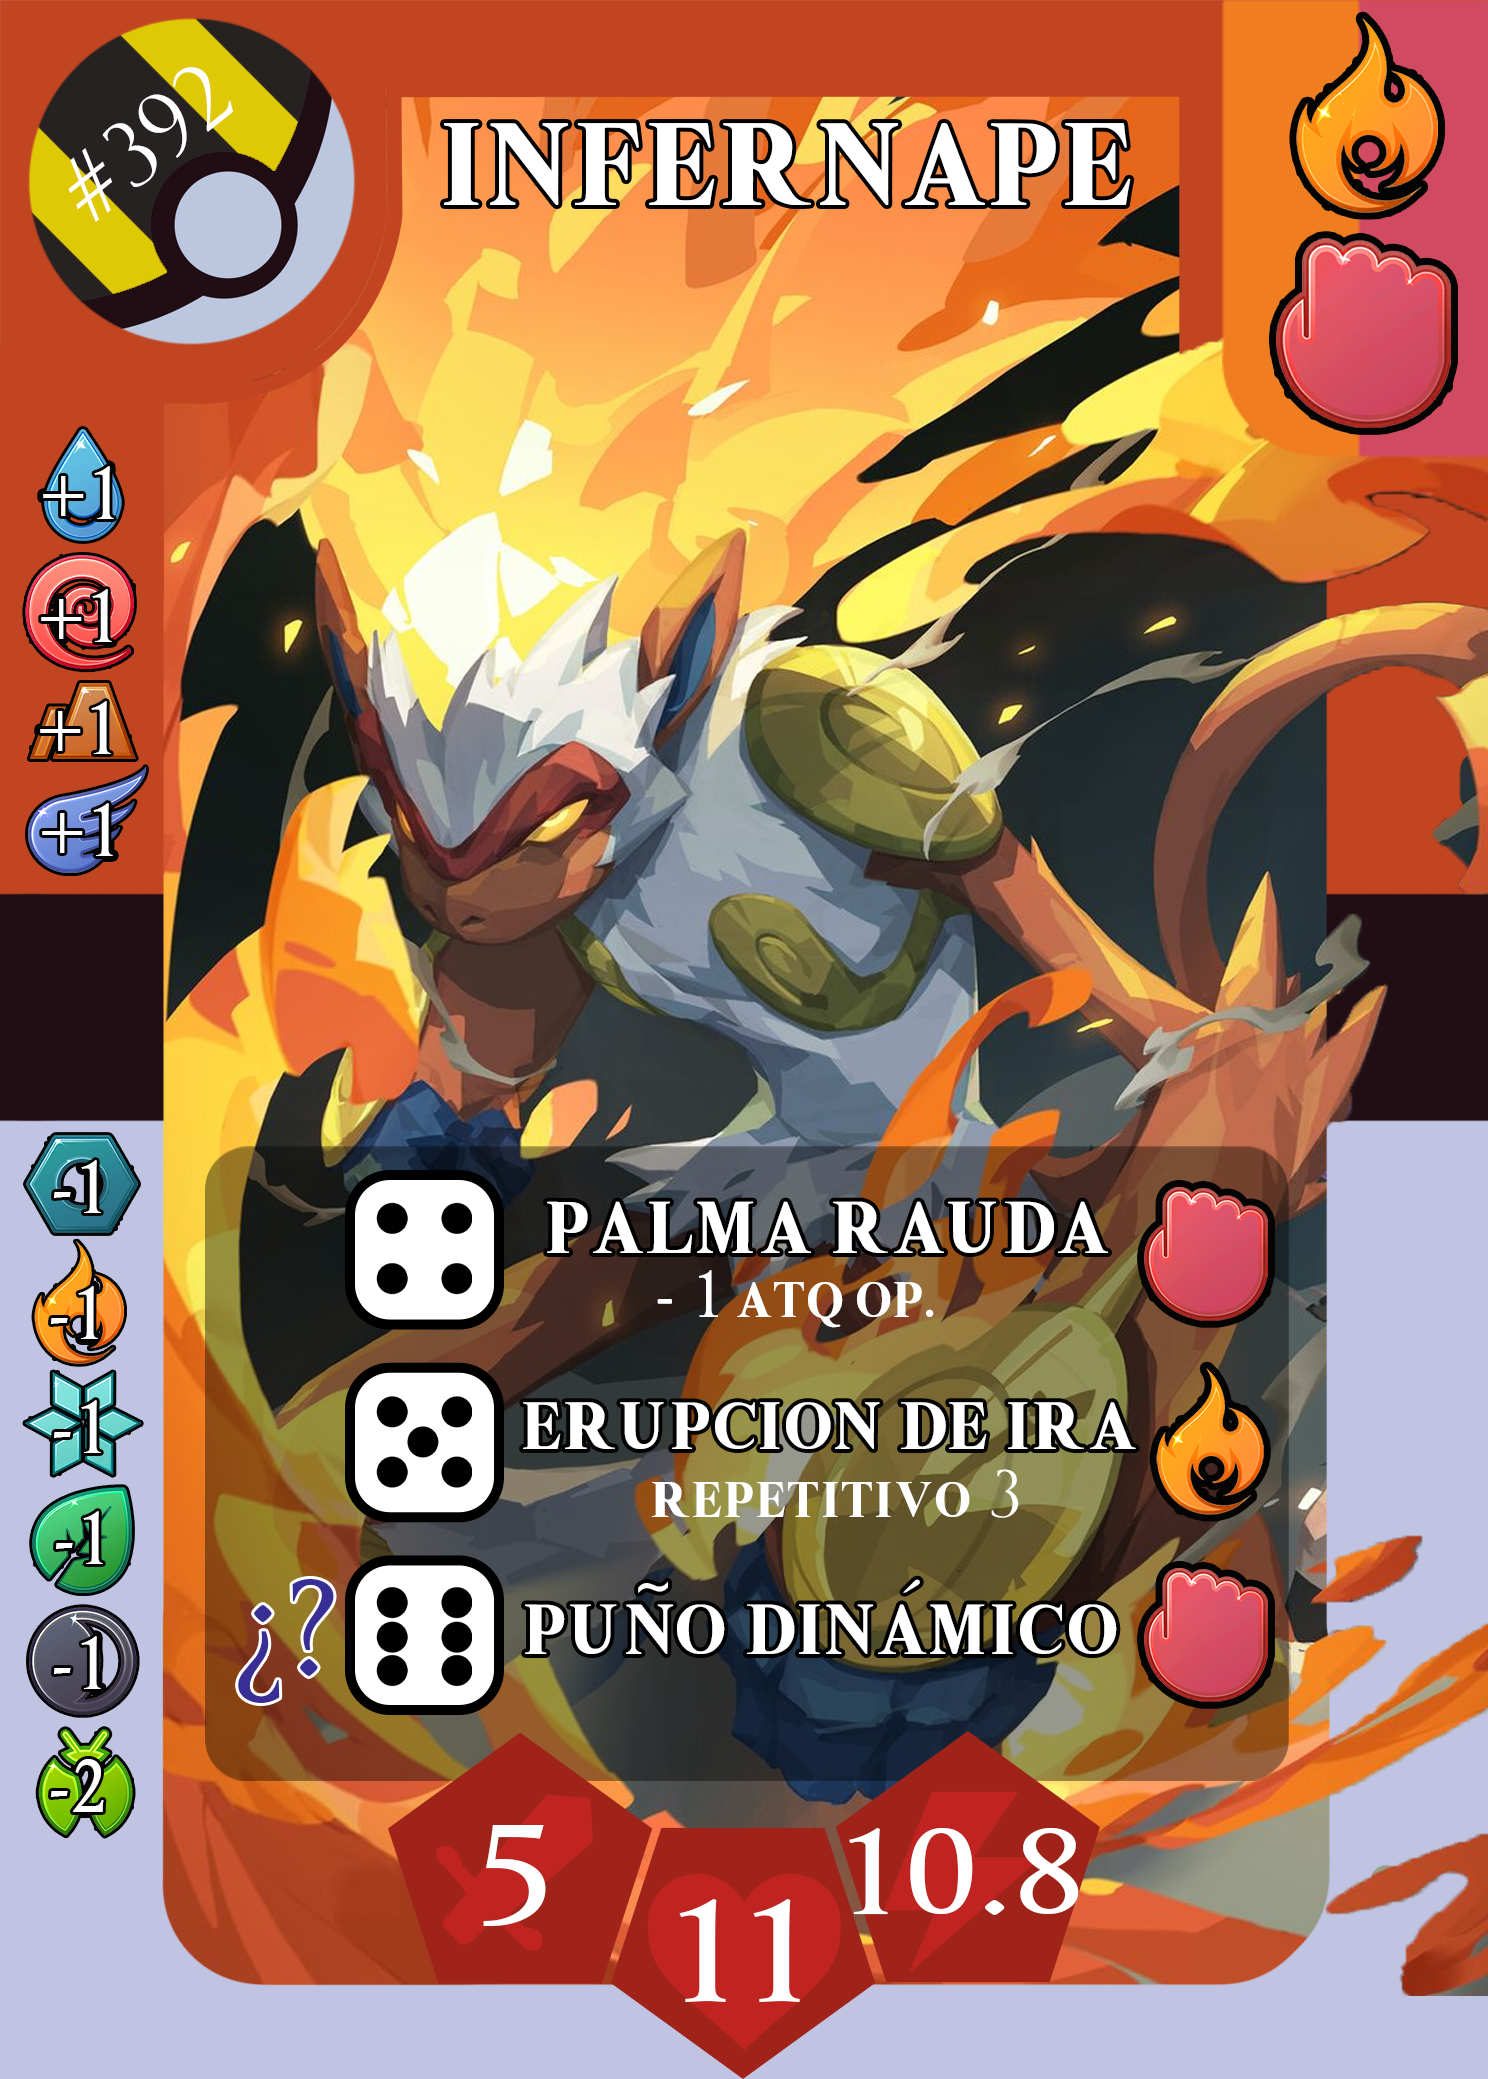 #392
INFERNAPE
+1
+1
+1
+1
-1
-1
-1
-1
-1
-2
PALMA RAUDA
- 1 ATQ OP.
ERUPCION DE IRA
REPETITIVO 3
¿?
PUÑO DINÁMICO
5
11
10.8